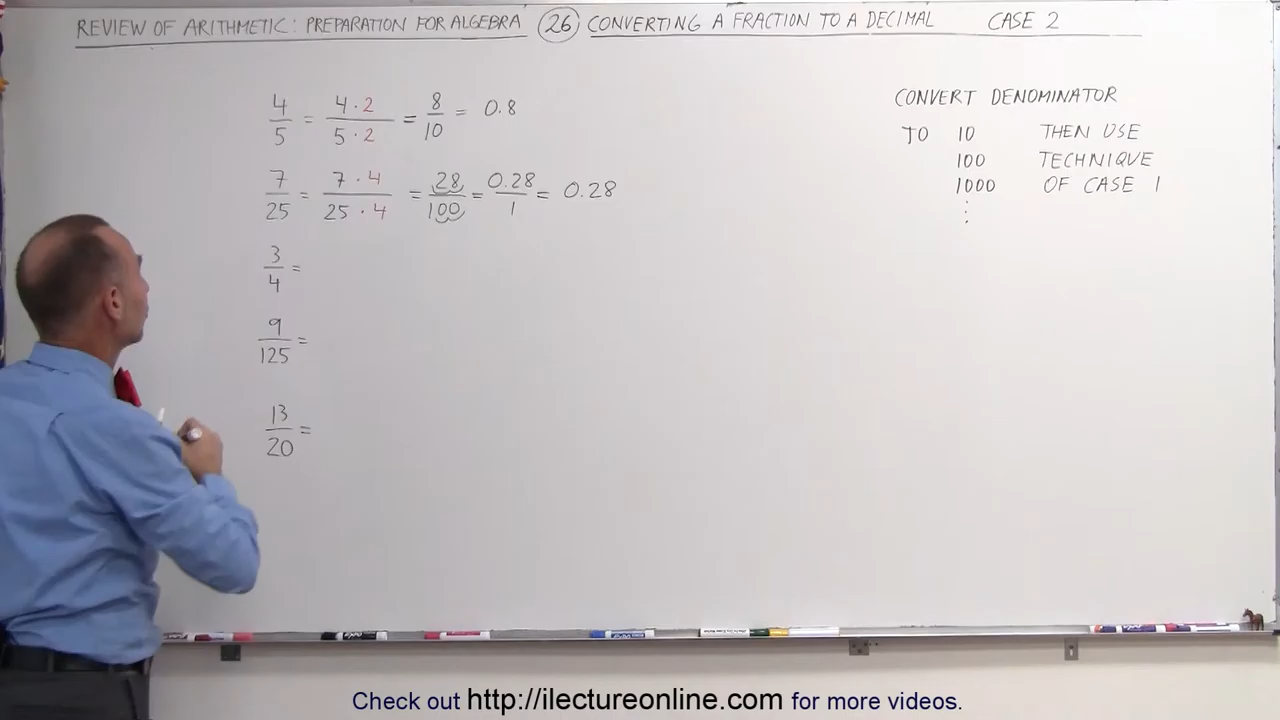 REVIEW OF ARITHMETIC: PREPARATION FOR ALGEBRA 26 CONVERTING A FRACTION TO A DECIMAL CASE 2
4/5 = 4·2/5·2 = 8/10 = 0.8
7/25 = 7·4/25·4 = 28/100 = 0.28/1 = 0.28
3/4 =
9/125 =
13/20 =
CONVERT DENOMINATOR
TO 10 THEN USE
100 TECHNIQUE
1000 OF CASE 1
⋮
Check out http://ilectureonline.com for more videos.